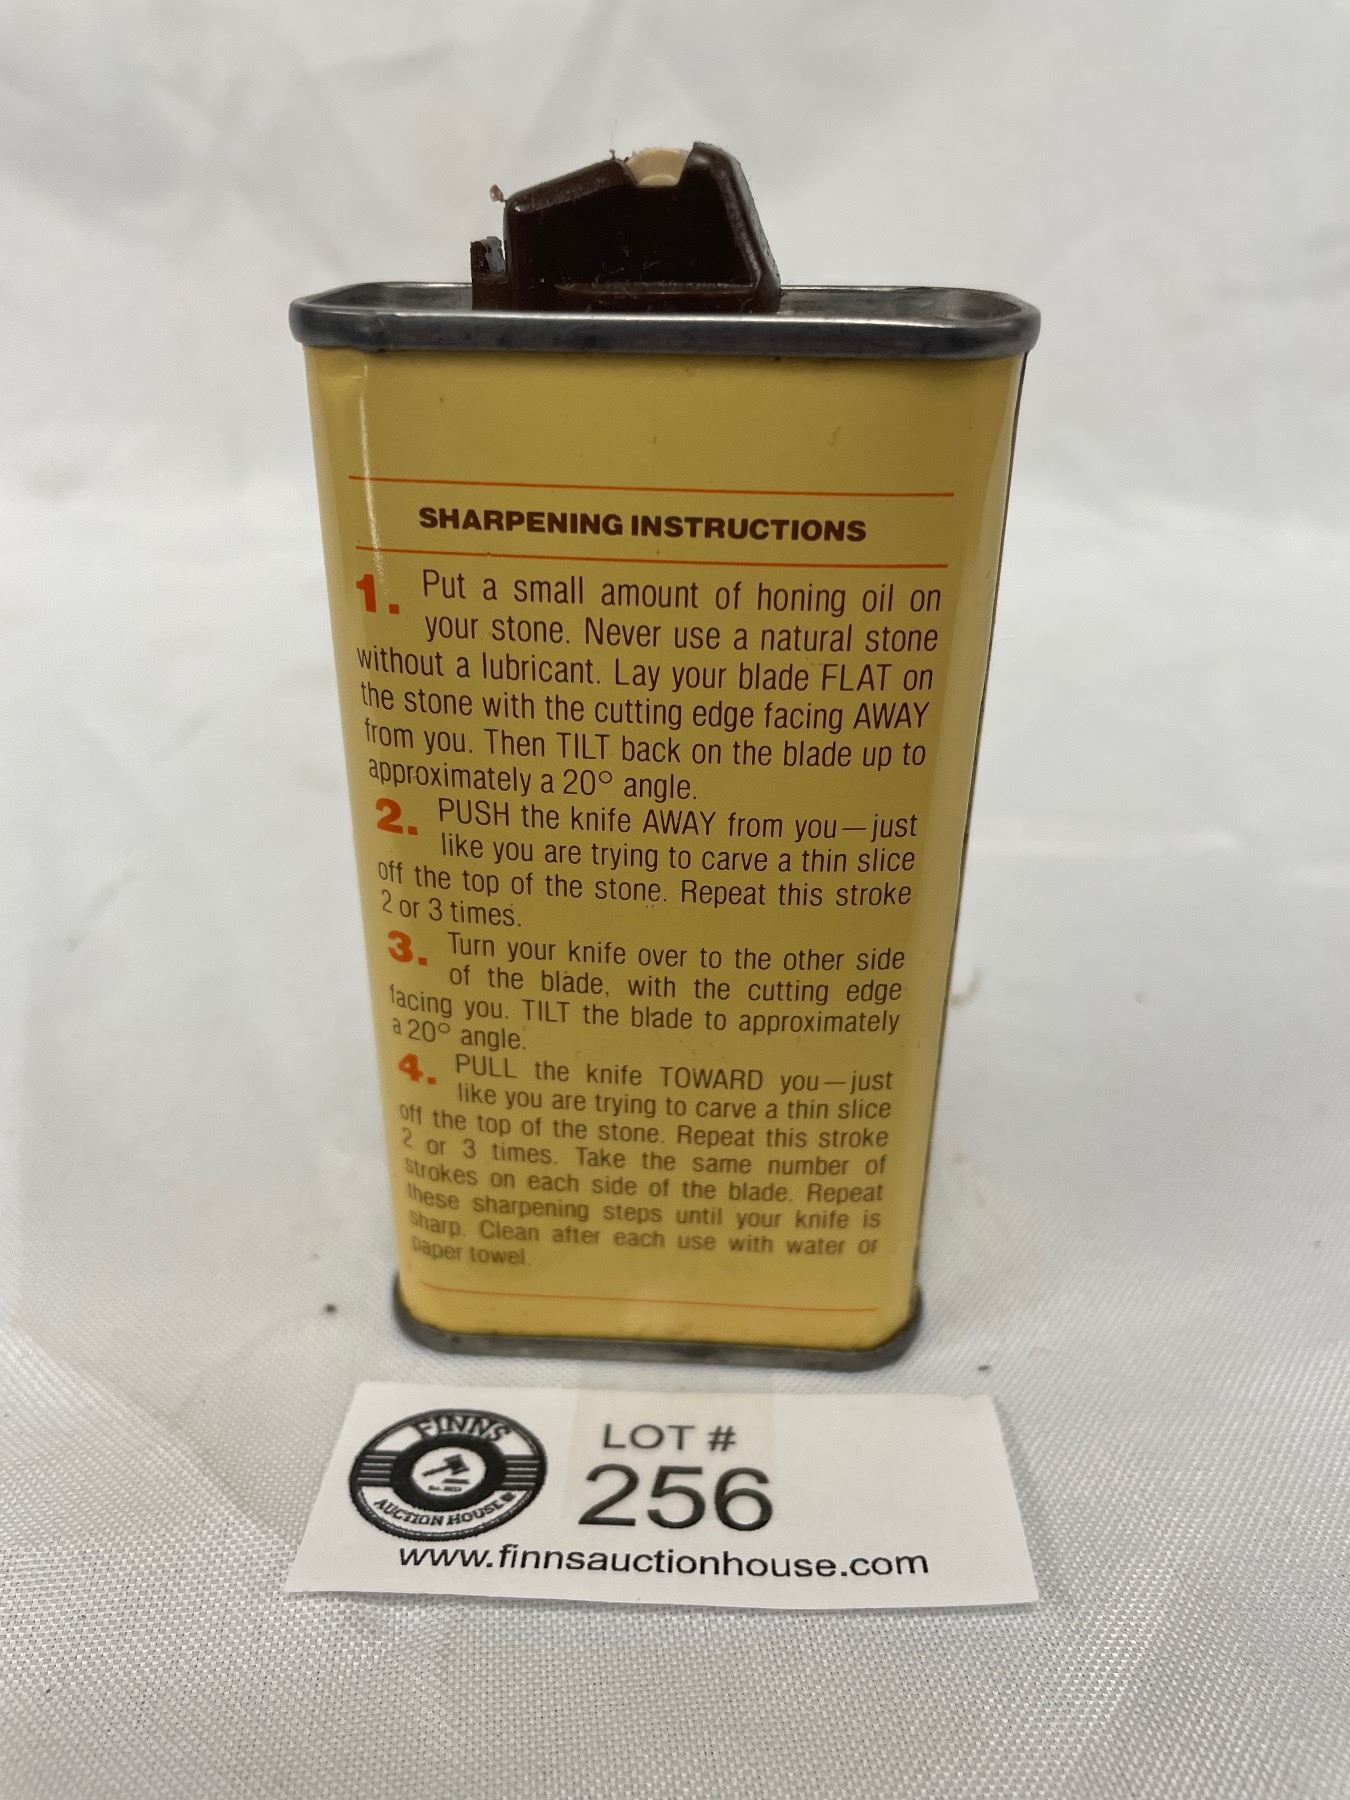 SHARPENING INSTRUCTIONS
1. Put a small amount of honing oil on
your stone. Never use a natural stone
without a lubricant. Lay your blade FLAT on
the stone with the cutting edge facing AWAY
from you. Then TILT back on the blade up to
approximately a 20° angle.
2. PUSH the knife AWAY from you—just
like you are trying to carve a thin slice
off the top of the stone. Repeat this stroke
2 or 3 times.
3. Turn your knife over to the other side
of the blade, with the cutting edge
facing you. TILT the blade to approximately
a 20° angle.
4. PULL the knife TOWARD you—just
like you are trying to carve a thin slice
off the top of the stone. Repeat this stroke
2 or 3 times. Take the same number of
strokes on each side of the blade. Repeat
these sharpening steps until your knife is
sharp. Clean after each use with water or
paper towel.
FINNS
AUCTION HOUSE
LOT #
256
www.finnsauctionhouse.com